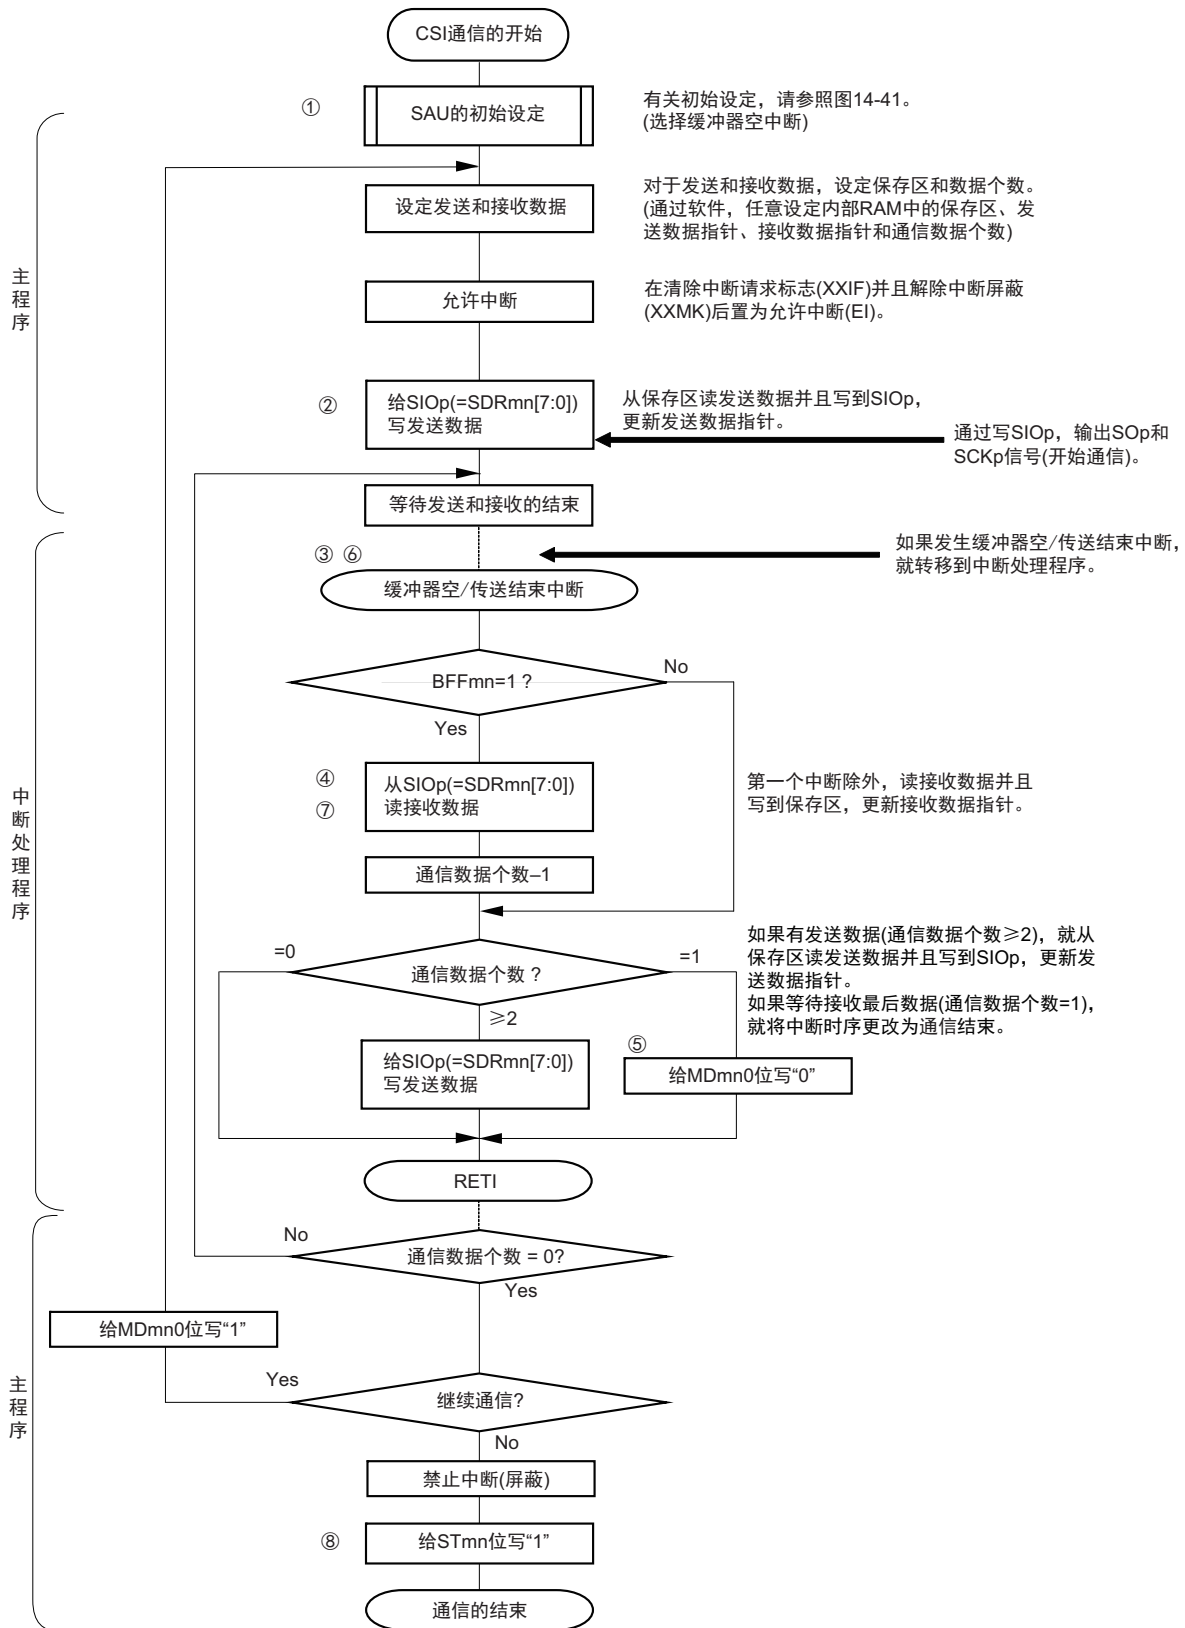 CSI通信的开始
①
SAU的初始设定
有关初始设定，请参照图14-41。
(选择缓冲器空中断)
设定发送和接收数据
对于发送和接收数据，设定保存区和数据个数。
(通过软件，任意设定内部RAM中的保存区、发
送数据指针、接收数据指针和通信数据个数)
主程序
允许中断
在清除中断请求标志(XXIF)并且解除中断屏蔽
(XXMK)后置为允许中断(EI)。
②
给SIOp(=SDRmn[7:0])
写发送数据
从保存区读发送数据并且写到SIOp，
更新发送数据指针。
通过写SIOp，输出SOp和
SCKp信号(开始通信)。
等待发送和接收的结束
③ ⑥
如果发生缓冲器空/传送结束中断，
就转移到中断处理程序。
缓冲器空/传送结束中断
BFFmn=1？
No
Yes
④
⑦
从SIOp(=SDRmn[7:0])
读接收数据
第一个中断除外，读接收数据并且
写到保存区，更新接收数据指针。
中断处理程序
通信数据个数–1
=0
通信数据个数？
=1
≥2
如果有发送数据(通信数据个数≥2)，就从
保存区读发送数据并且写到SIOp，更新发
送数据指针。
如果等待接收最后数据(通信数据个数=1)，
就将中断时序更改为通信结束。
给SIOp(=SDRmn[7:0])
写发送数据
⑤
给MDmn0位写“0”
RETI
No
通信数据个数 = 0?
Yes
给MDmn0位写“1”
Yes
继续通信?
No
主程序
禁止中断(屏蔽)
⑧
给STmn位写“1”
通信的结束